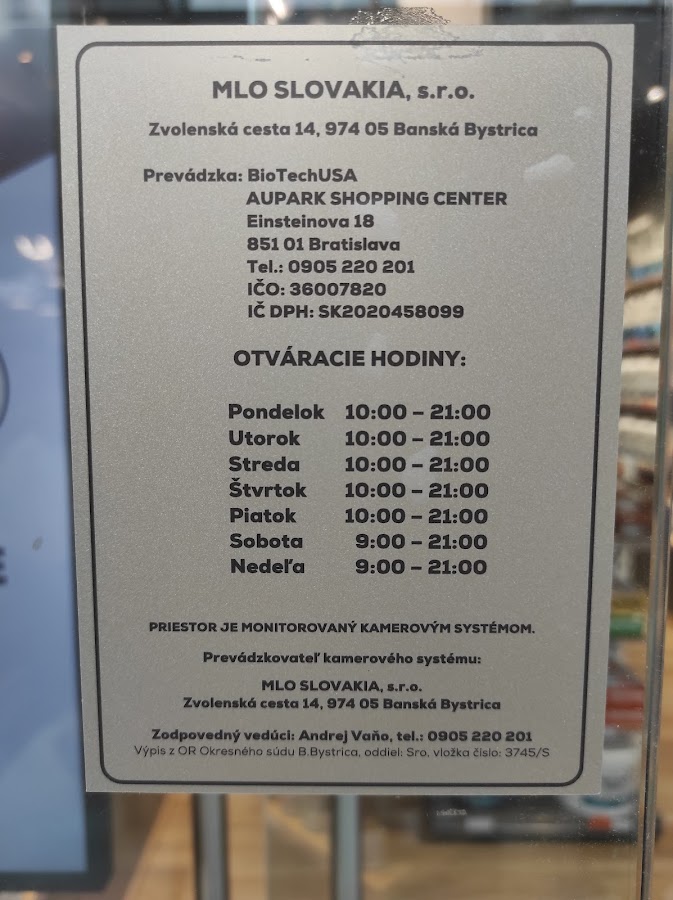 MLO SLOVAKIA, s.r.o.
Zvolenská cesta 14, 974 05 Banská Bystrica
Prevádzka: BioTechUSA
AUPARK SHOPPING CENTER
Einsteinova 18
851 01 Bratislava
Tel.: 0905 220 201
IČO: 36007820
IČ DPH: SK2020458099
OTVÁRACIE HODINY:
Pondelok 10:00 – 21:00
Utorok 10:00 – 21:00
Streda 10:00 – 21:00
Štvrtok 10:00 – 21:00
Piatok 10:00 – 21:00
Sobota 9:00 – 21:00
Nedeľa 9:00 – 21:00
PRIESTOR JE MONITOROVANÝ KAMEROVÝM SYSTÉMOM.
Prevádzkovateľ kamerového systému:
MLO SLOVAKIA, s.r.o.
Zvolenská cesta 14, 974 05 Banská Bystrica
Zodpovedný vedúci: Andrej Vaňo, tel.: 0905 220 201
Výpis z OR Okresného súdu B.Bystrica, oddiel: Sro, vložka číslo: 3745/S